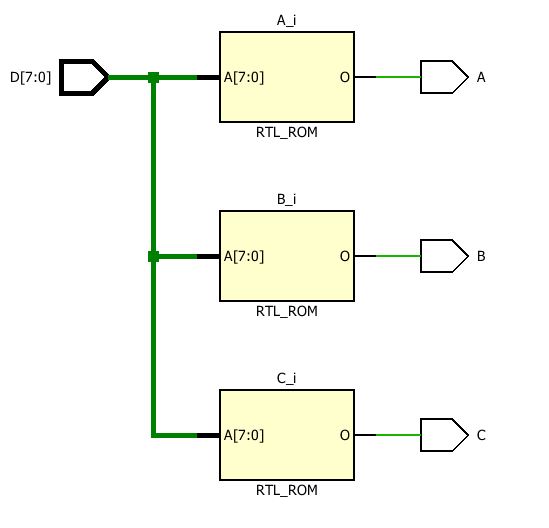 A_i
D[7:0]
A[7:0]
O
A
RTL_ROM
B_i
A[7:0]
O
B
RTL_ROM
C_i
A[7:0]
O
C
RTL_ROM